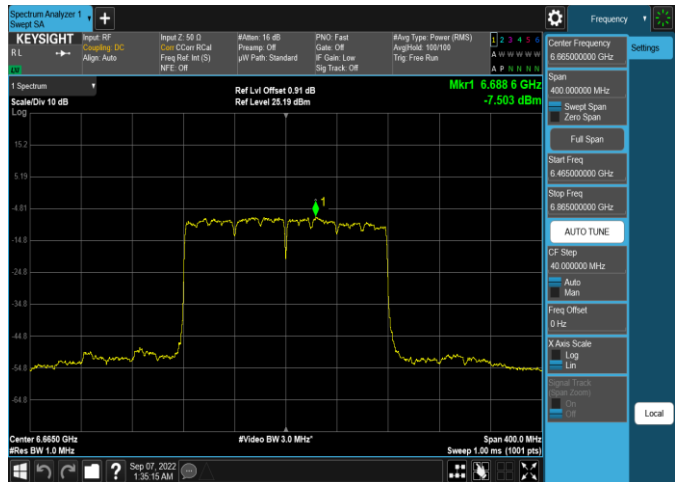 Spectrum Analyzer 1
Swept SA
Frequency
KEYSIGHT
RL
Input: RF
Coupling: DC
Align: Auto
Input Z: 50 Ω
Corr CCorr RCal
Freq Ref: Int (S)
NFE: Off
#Atten: 16 dB
Preamp: Off
µW Path: Standard
PNO: Fast
Gate: Off
IF Gain: Low
Sig Track: Off
#Avg Type: Power (RMS)
Avg|Hold: 100/100
Trig: Free Run
1 2 3 4 5 6
A W W W W W
A P N N N N
LXI
1 Spectrum
Scale/Div 10 dB
Log
Ref Lvl Offset 0.91 dB
Ref Level 25.19 dBm
Mkr1 6.688 6 GHz
-7.503 dBm
15.2
5.19
-4.81
-14.8
-24.8
-34.8
-44.8
-54.8
-64.8
1
Center 6.6650 GHz
#Res BW 1.0 MHz
#Video BW 3.0 MHz*
Span 400.0 MHz
Sweep 1.00 ms (1001 pts)
Center Frequency
6.665000000 GHz
Span
400.000000 MHz
Swept Span
Zero Span
Full Span
Start Freq
6.465000000 GHz
Stop Freq
6.865000000 GHz
AUTO TUNE
CF Step
40.000000 MHz
Auto
Man
Freq Offset
0 Hz
X Axis Scale
Log
Lin
Signal Track
(Span Zoom)
On
Off
Settings
Local
?
Sep 07, 2022
1:35:15 AM